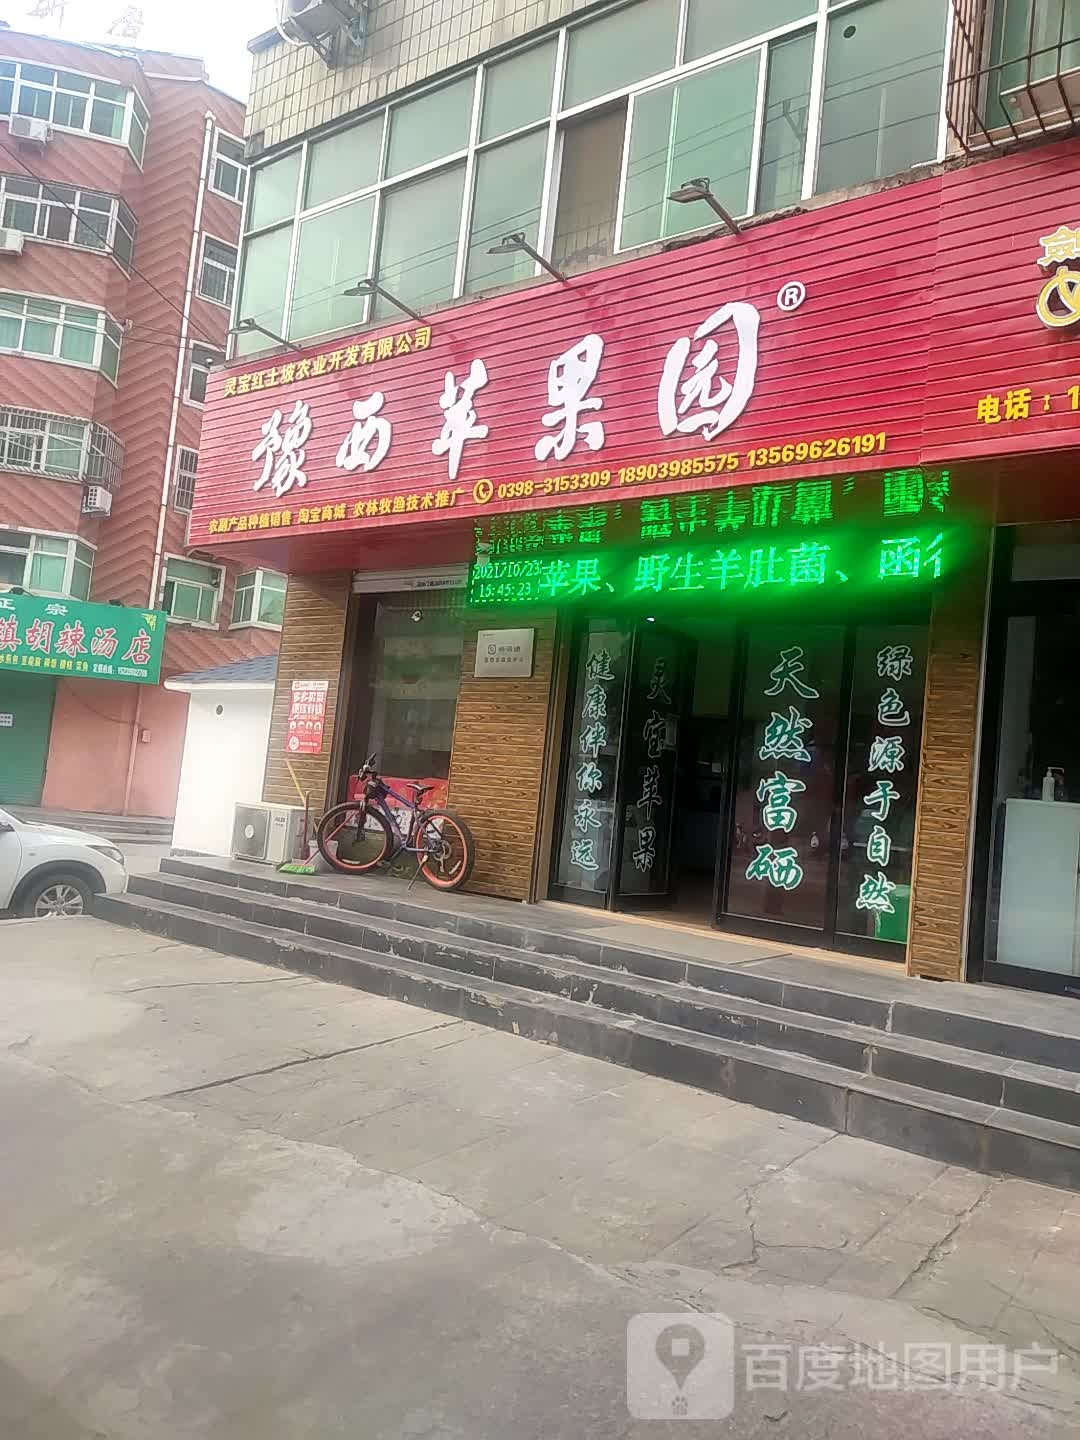 灵宝红土坡农业开发有限公司
豫西苹果园®
农副产品种植销售 淘宝商城 农林牧渔技术推广 0398-3153309 18903985575 13569626191
电话：1
2021/10/23
15:45:23
苹果、野生羊肚菌、函谷
正宗
镇胡辣汤店
健康伴你永远
灵宝苹果
天然富硒
绿色源于自然
百度地图用户